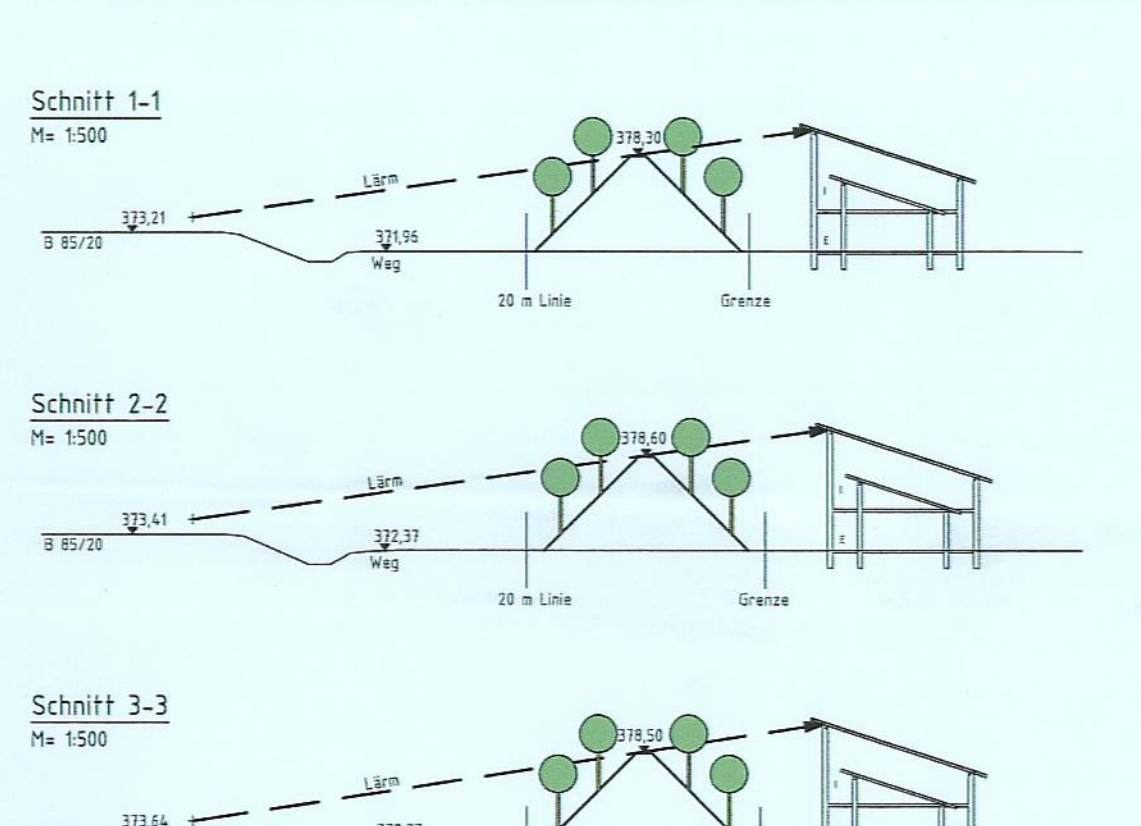 Schnitt 1-1
M= 1:500
378,30
Lärm
373,21
B 85/20
371,96
Weg
I
E
20 m Linie
Grenze
Schnitt 2-2
M= 1:500
378,60
Lärm
373,41
B 85/20
372,37
Weg
I
E
20 m Linie
Grenze
Schnitt 3-3
M= 1:500
378,50
Lärm
373,64
I